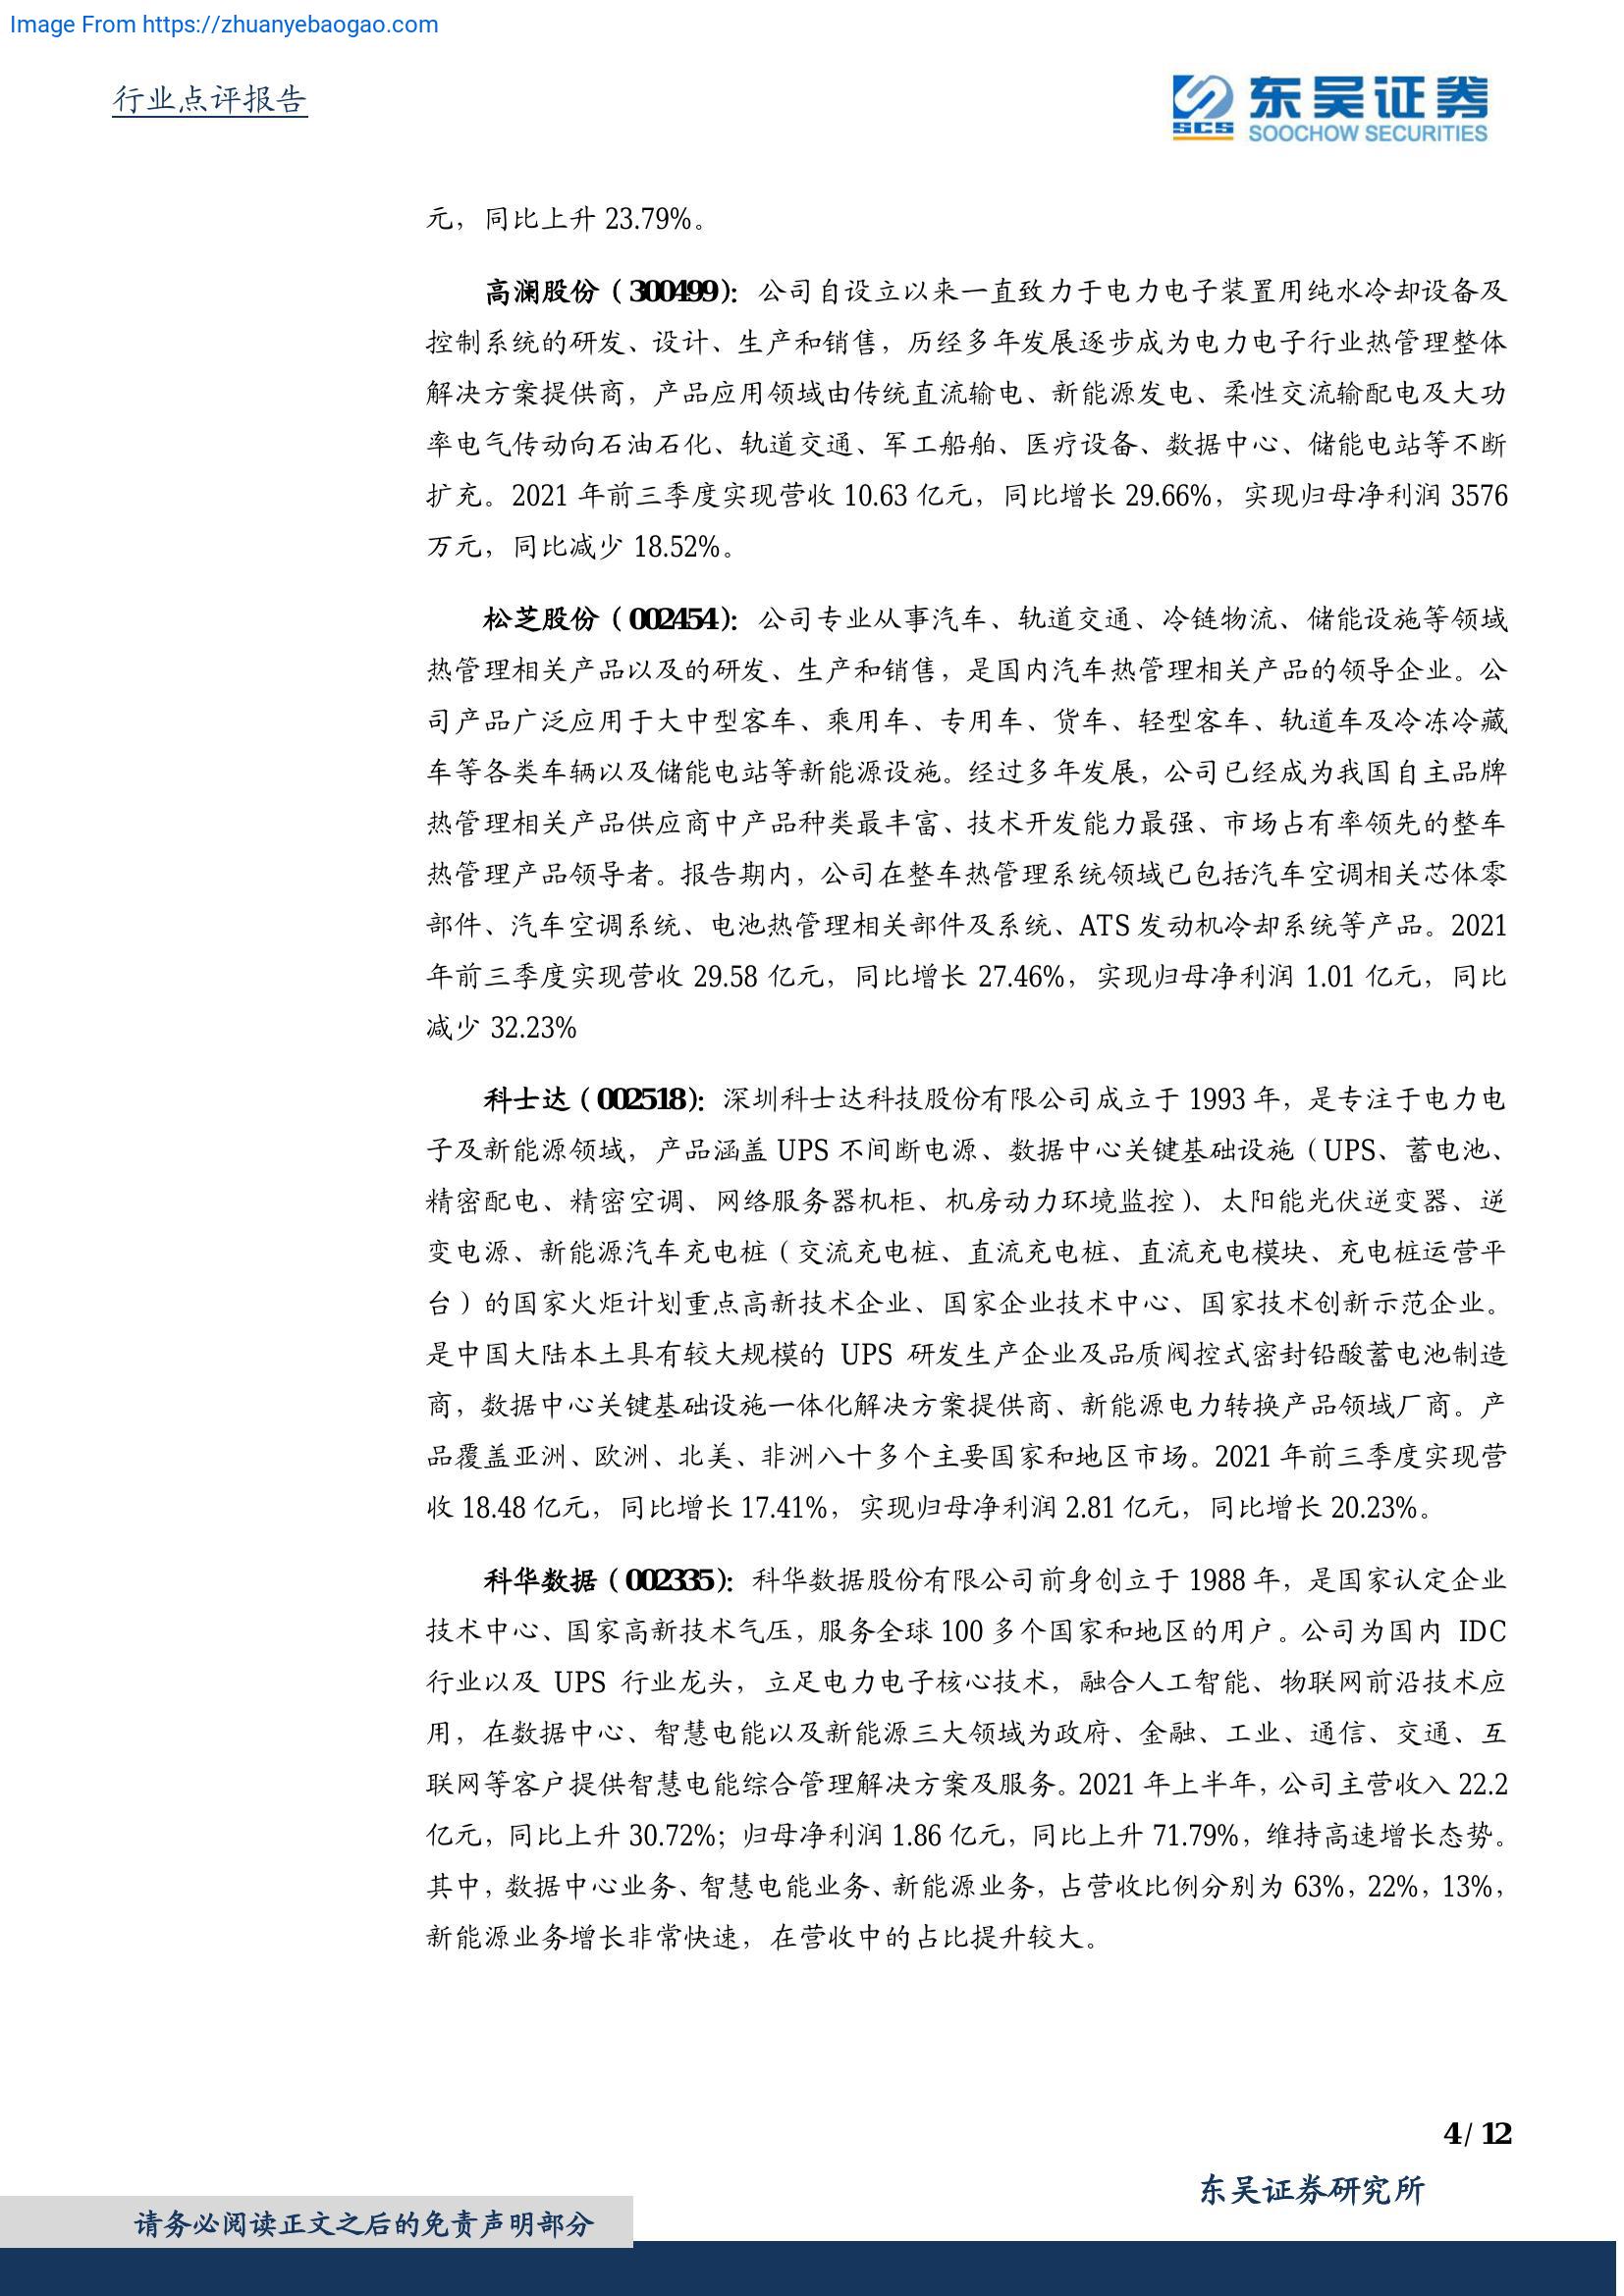 Image From https://zhuanyebaogao.com
行业点评报告
SCS
东吴证券
SOOCHOW SECURITIES
元，同比上升 23.79%。
高澜股份（300499）：公司自设立以来一直致力于电力电子装置用纯水冷却设备及
控制系统的研发、设计、生产和销售，历经多年发展逐步成为电力电子行业热管理整体
解决方案提供商，产品应用领域由传统直流输电、新能源发电、柔性交流输配电及大功
率电气传动向石油石化、轨道交通、军工船舶、医疗设备、数据中心、储能电站等不断
扩充。2021 年前三季度实现营收 10.63 亿元，同比增长 29.66%，实现归母净利润 3576
万元，同比减少 18.52%。
松芝股份（002454）：公司专业从事汽车、轨道交通、冷链物流、储能设施等领域
热管理相关产品以及的研发、生产和销售，是国内汽车热管理相关产品的领导企业。公
司产品广泛应用于大中型客车、乘用车、专用车、货车、轻型客车、轨道车及冷冻冷藏
车等各类车辆以及储能电站等新能源设施。经过多年发展，公司已经成为我国自主品牌
热管理相关产品供应商中产品种类最丰富、技术开发能力最强、市场占有率领先的整车
热管理产品领导者。报告期内，公司在整车热管理系统领域已包括汽车空调相关芯体零
部件、汽车空调系统、电池热管理相关部件及系统、ATS 发动机冷却系统等产品。2021
年前三季度实现营收 29.58 亿元，同比增长 27.46%，实现归母净利润 1.01 亿元，同比
减少 32.23%
科士达（002518）：深圳科士达科技股份有限公司成立于 1993 年，是专注于电力电
子及新能源领域，产品涵盖 UPS 不间断电源、数据中心关键基础设施（UPS、蓄电池、
精密配电、精密空调、网络服务器机柜、机房动力环境监控）、太阳能光伏逆变器、逆
变电源、新能源汽车充电桩（交流充电桩、直流充电桩、直流充电模块、充电桩运营平
台）的国家火炬计划重点高新技术企业、国家企业技术中心、国家技术创新示范企业。
是中国大陆本土具有较大规模的 UPS 研发生产企业及品质阀控式密封铅酸蓄电池制造
商，数据中心关键基础设施一体化解决方案提供商、新能源电力转换产品领域厂商。产
品覆盖亚洲、欧洲、北美、非洲八十多个主要国家和地区市场。2021 年前三季度实现营
收 18.48 亿元，同比增长 17.41%，实现归母净利润 2.81 亿元，同比增长 20.23%。
科华数据（002335）：科华数据股份有限公司前身创立于 1988 年，是国家认定企业
技术中心、国家高新技术气压，服务全球 100 多个国家和地区的用户。公司为国内 IDC
行业以及 UPS 行业龙头，立足电力电子核心技术，融合人工智能、物联网前沿技术应
用，在数据中心、智慧电能以及新能源三大领域为政府、金融、工业、通信、交通、互
联网等客户提供智慧电能综合管理解决方案及服务。2021 年上半年，公司主营收入 22.2
亿元，同比上升 30.72%；归母净利润 1.86 亿元，同比上升 71.79%，维持高速增长态势。
其中，数据中心业务、智慧电能业务、新能源业务，占营收比例分别为 63%，22%，13%，
新能源业务增长非常快速，在营收中的占比提升较大。
4 / 12
东吴证券研究所
请务必阅读正文之后的免责声明部分